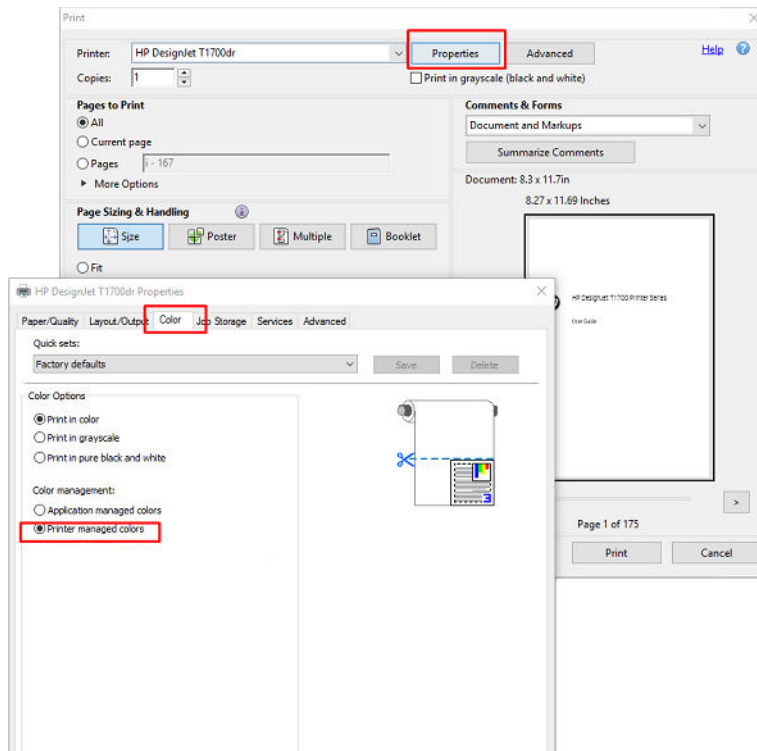 Print
Printer: HP DesignJet T1700dr Properties Advanced Help ?
Copies: 1 Print in grayscale (black and white)
Pages to Print
All
Current page
Pages i - 167
More Options
Comments & Forms
Document and Markups
Summarize Comments
Page Sizing & Handling
Size Poster Multiple Booklet
Fit
Document: 8.3 x 11.7in
8.27 x 11.69 Inches
HP DesignJet T1700 Printer Series
User Guide
>
Page 1 of 175
Print Cancel
HP DesignJet T1700dr Properties
Paper/Quality Layout/Output Color Job Storage Services Advanced
Quick sets:
Factory defaults Save Delete
Color Options
Print in color
Print in grayscale
Print in pure black and white
Color management:
Application managed colors
Printer managed colors
3